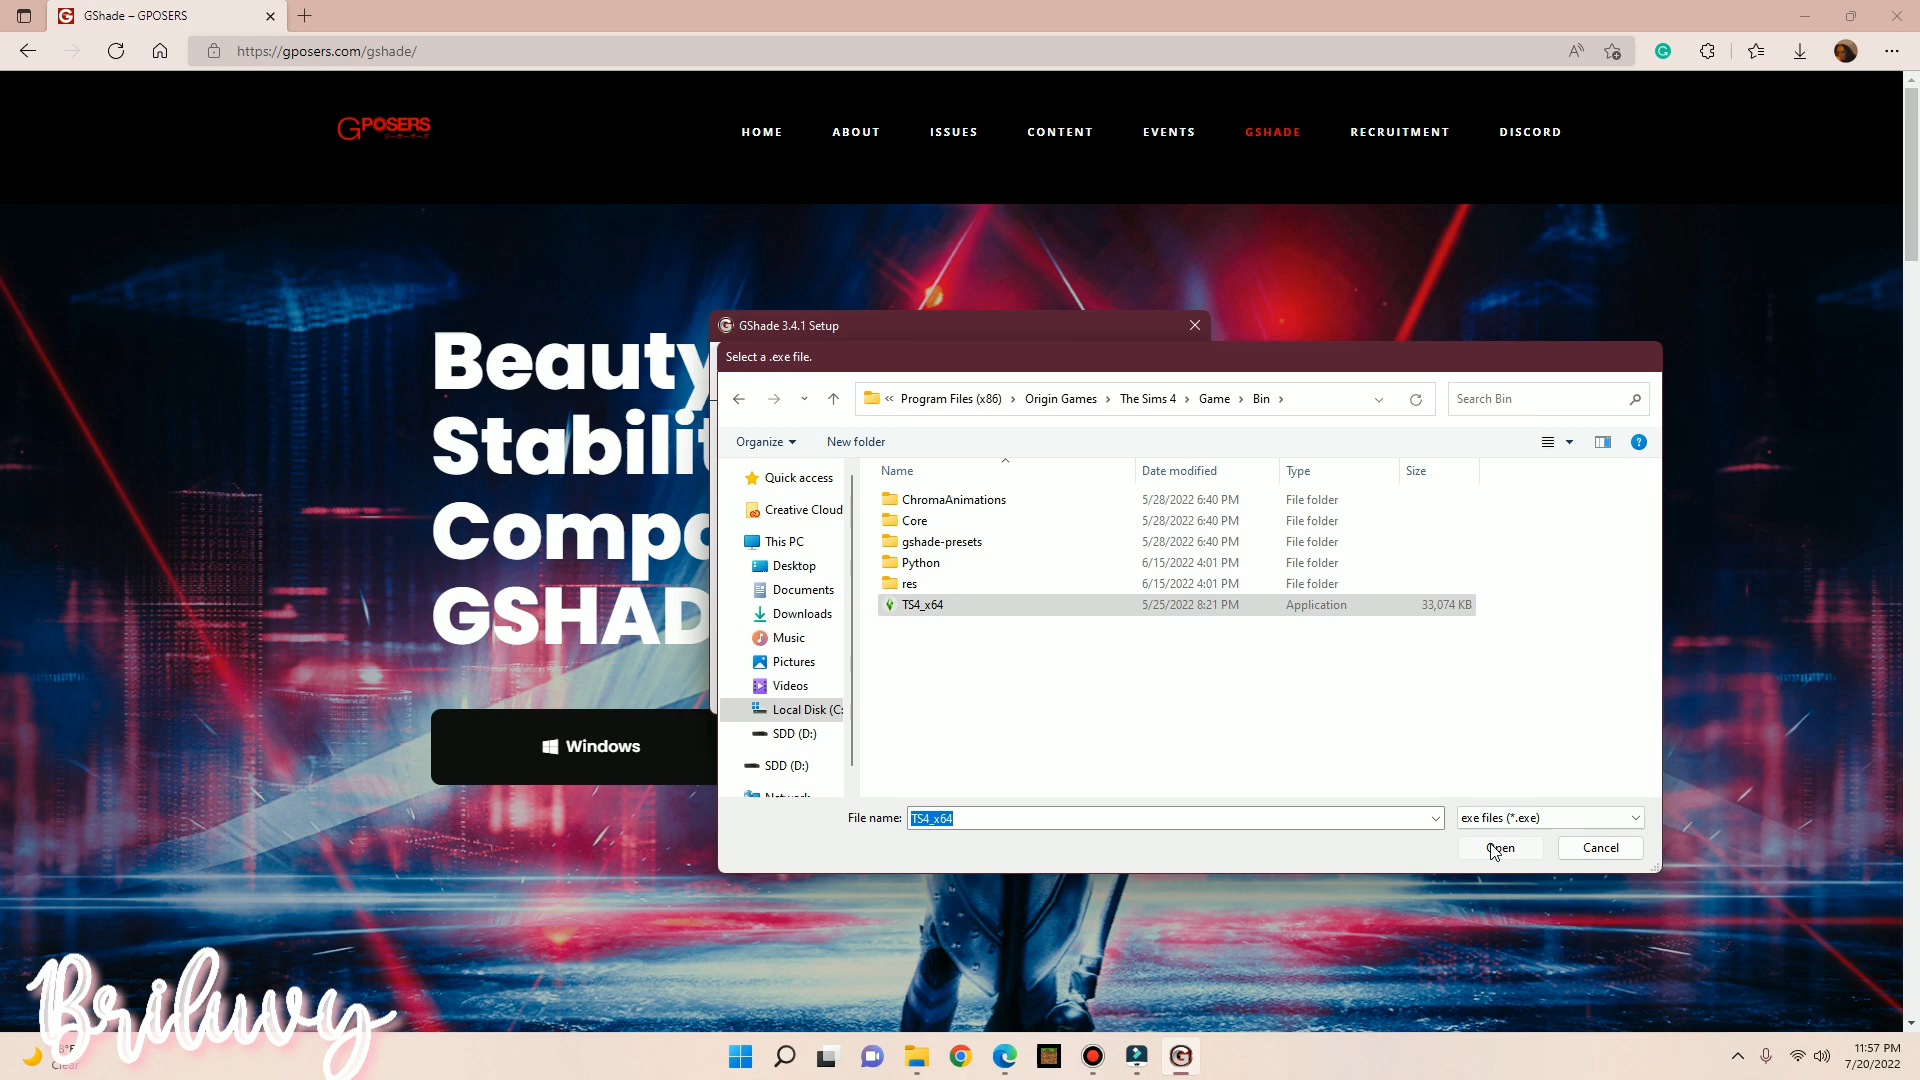 GShade – GPOSERS
https://gposers.com/gshade/
GPOSERS
HOME
ABOUT
ISSUES
CONTENT
EVENTS
GSHADE
RECRUITMENT
DISCORD
Beauty
Stabilit
Compa
GSHAD
Windows
GShade 3.4.1 Setup
Select a .exe file.
« Program Files (x86) › Origin Games › The Sims 4 › Game › Bin ›
Search Bin
Organize
New folder
Name Date modified Type Size
Quick access
Creative Cloud
This PC
Desktop
Documents
Downloads
Music
Pictures
Videos
Local Disk (C:
SDD (D:)
SDD (D:)
Network
ChromaAnimations 5/28/2022 6:40 PM File folder
Core 5/28/2022 6:40 PM File folder
gshade-presets 5/28/2022 6:40 PM File folder
Python 6/15/2022 4:01 PM File folder
res 6/15/2022 4:01 PM File folder
TS4_x64 5/25/2022 8:21 PM Application 33,074 KB
File name: TS4_x64
exe files (*.exe)
Open
Cancel
Briluvy
8°F
Clear
11:57 PM
7/20/2022